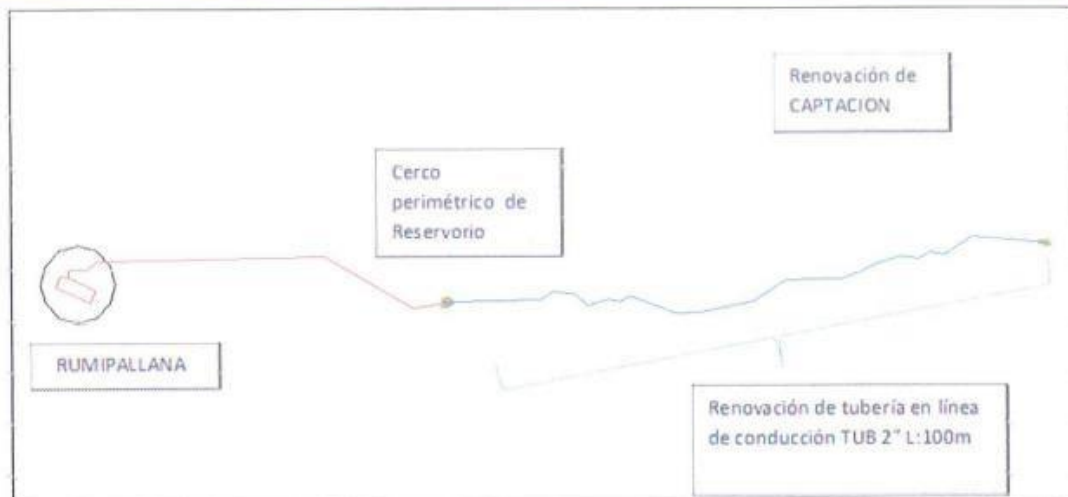 Renovación de
CAPTACION
Cerco
perimétrico de
Reservorio
RUMIPALLANA
Renovación de tubería en línea
de conducción TUB 2" L:100m